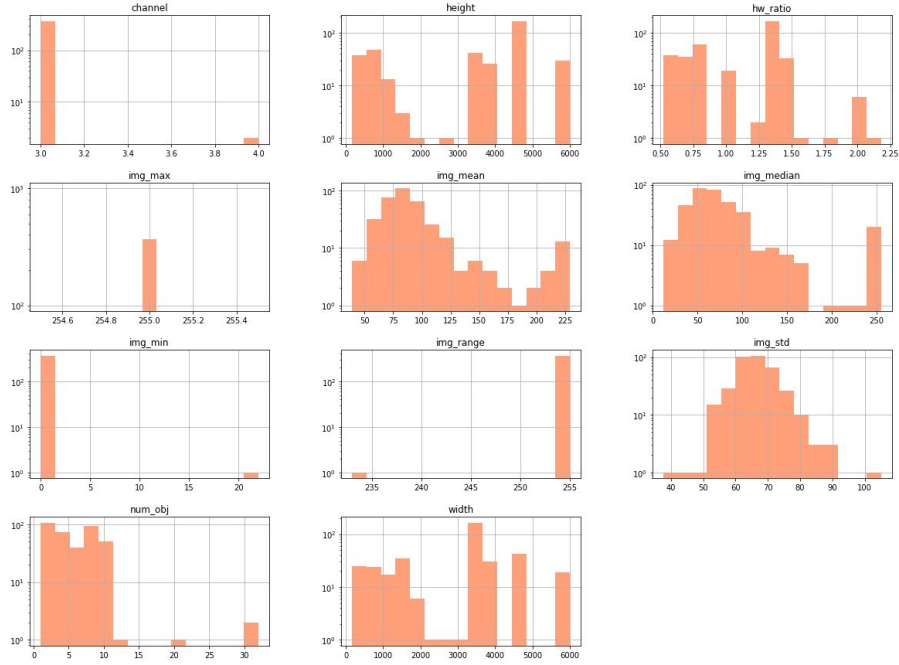 channel height hw_ratio
10² 10² 10²
10¹ 10¹ 10¹
10⁰ 10⁰
3.0 3.2 3.4 3.6 3.8 4.0 0 1000 2000 3000 4000 5000 6000 0.50 0.75 1.00 1.25 1.50 1.75 2.00 2.25
img_max img_mean img_median
10³ 10² 10²
10¹ 10¹
10² 10⁰ 10⁰
254.6 254.8 255.0 255.2 255.4 50 75 100 125 150 175 200 225 0 50 100 150 200 250
img_min img_range img_std
10² 10² 10²
10¹ 10¹ 10¹
10⁰ 10⁰ 10⁰
0 5 10 15 20 235 240 245 250 255 40 50 60 70 80 90 100
num_obj width
10² 10²
10¹ 10¹
10⁰ 10⁰
0 5 10 15 20 25 30 0 1000 2000 3000 4000 5000 6000